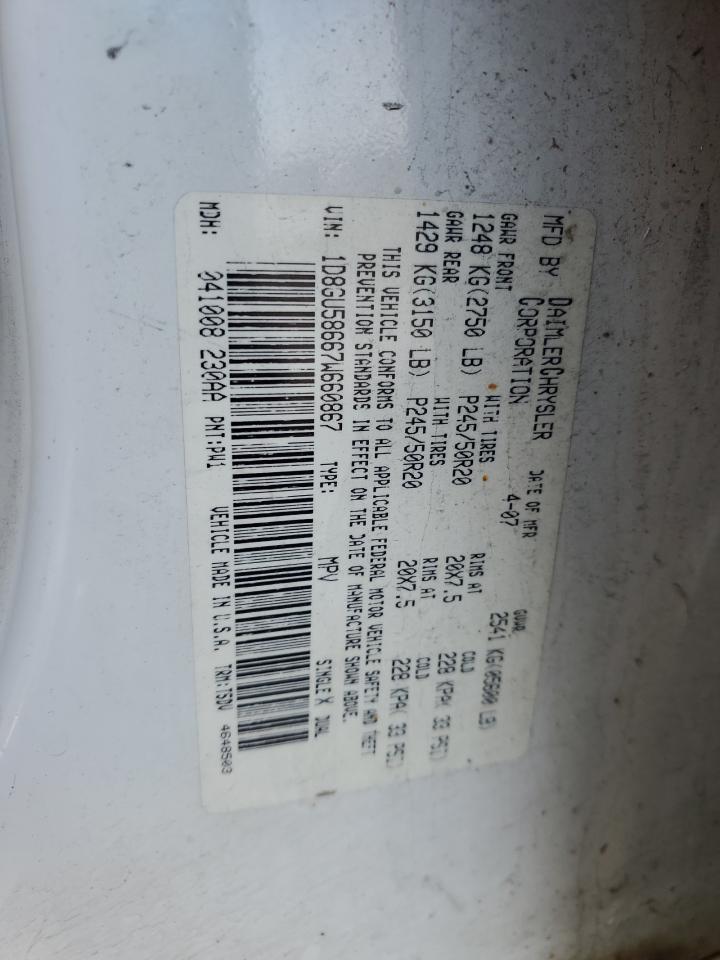 MFD BY DAIMLERCHRYSLER CORPORATION
DATE OF MFR 4-07
GVWR 2541 KG(05600 LB)
GAWR FRONT WITH TIRES RIMS AT COLD
1248 KG(2750 LB) P245/50R20 20X7.5 228 KPA( 33 PSI)
GAWR REAR WITH TIRES RIMS AT COLD
1429 KG(3150 LB) P245/50R20 20X7.5 228 KPA( 33 PSI)
THIS VEHICLE CONFORMS TO ALL APPLICABLE FEDERAL MOTOR VEHICLE SAFETY AND THEFT
PREVENTION STANDARDS IN EFFECT ON THE DATE OF MANUFACTURE SHOWN ABOVE.
VIN: 1D8GU58667W660867 TYPE: MPV SINGLE X DUAL
MDH: 041008 230AA PNT:PW1 VEHICLE MADE IN U.S.A. TRM:T5DV 4648503